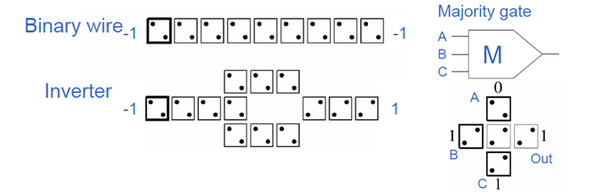 Binary wire -1 -1
Inverter
-1 1
Majority gate
A
B
C
M
0
A
1 1
B Out
C 1